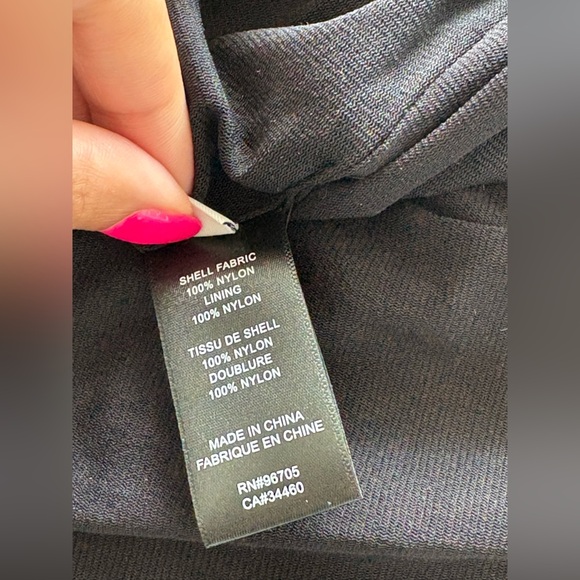 SHELL FABRIC
100% NYLON
LINING
100% NYLON
TISSU DE SHELL
100% NYLON
DOUBLURE
100% NYLON
MADE IN CHINA
FABRIQUE EN CHINE
RN#96705
CA#34460